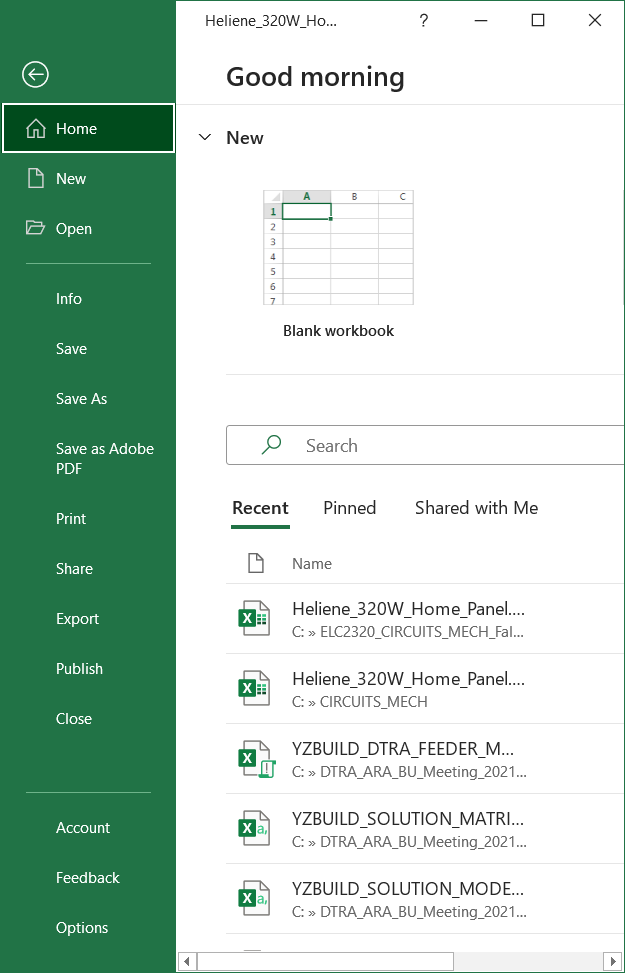 Heliene_320W_Ho... ?
Good morning
Home
New
Open
Info
Save
Save As
Save as Adobe
PDF
Print
Share
Export
Publish
Close
Account
Feedback
Options
New
A B C
1
2
3
4
5
6
7
Blank workbook
Search
Recent Pinned Shared with Me
Name
Heliene_320W_Home_Panel....
C: » ELC2320_CIRCUITS_MECH_Fal...
Heliene_320W_Home_Panel....
C: » CIRCUITS_MECH
YZBUILD_DTRA_FEEDER_M...
C: » DTRA_ARA_BU_Meeting_2021...
YZBUILD_SOLUTION_MATRI...
C: » DTRA_ARA_BU_Meeting_2021...
YZBUILD_SOLUTION_MODE...
C: » DTRA_ARA_BU_Meeting_2021...